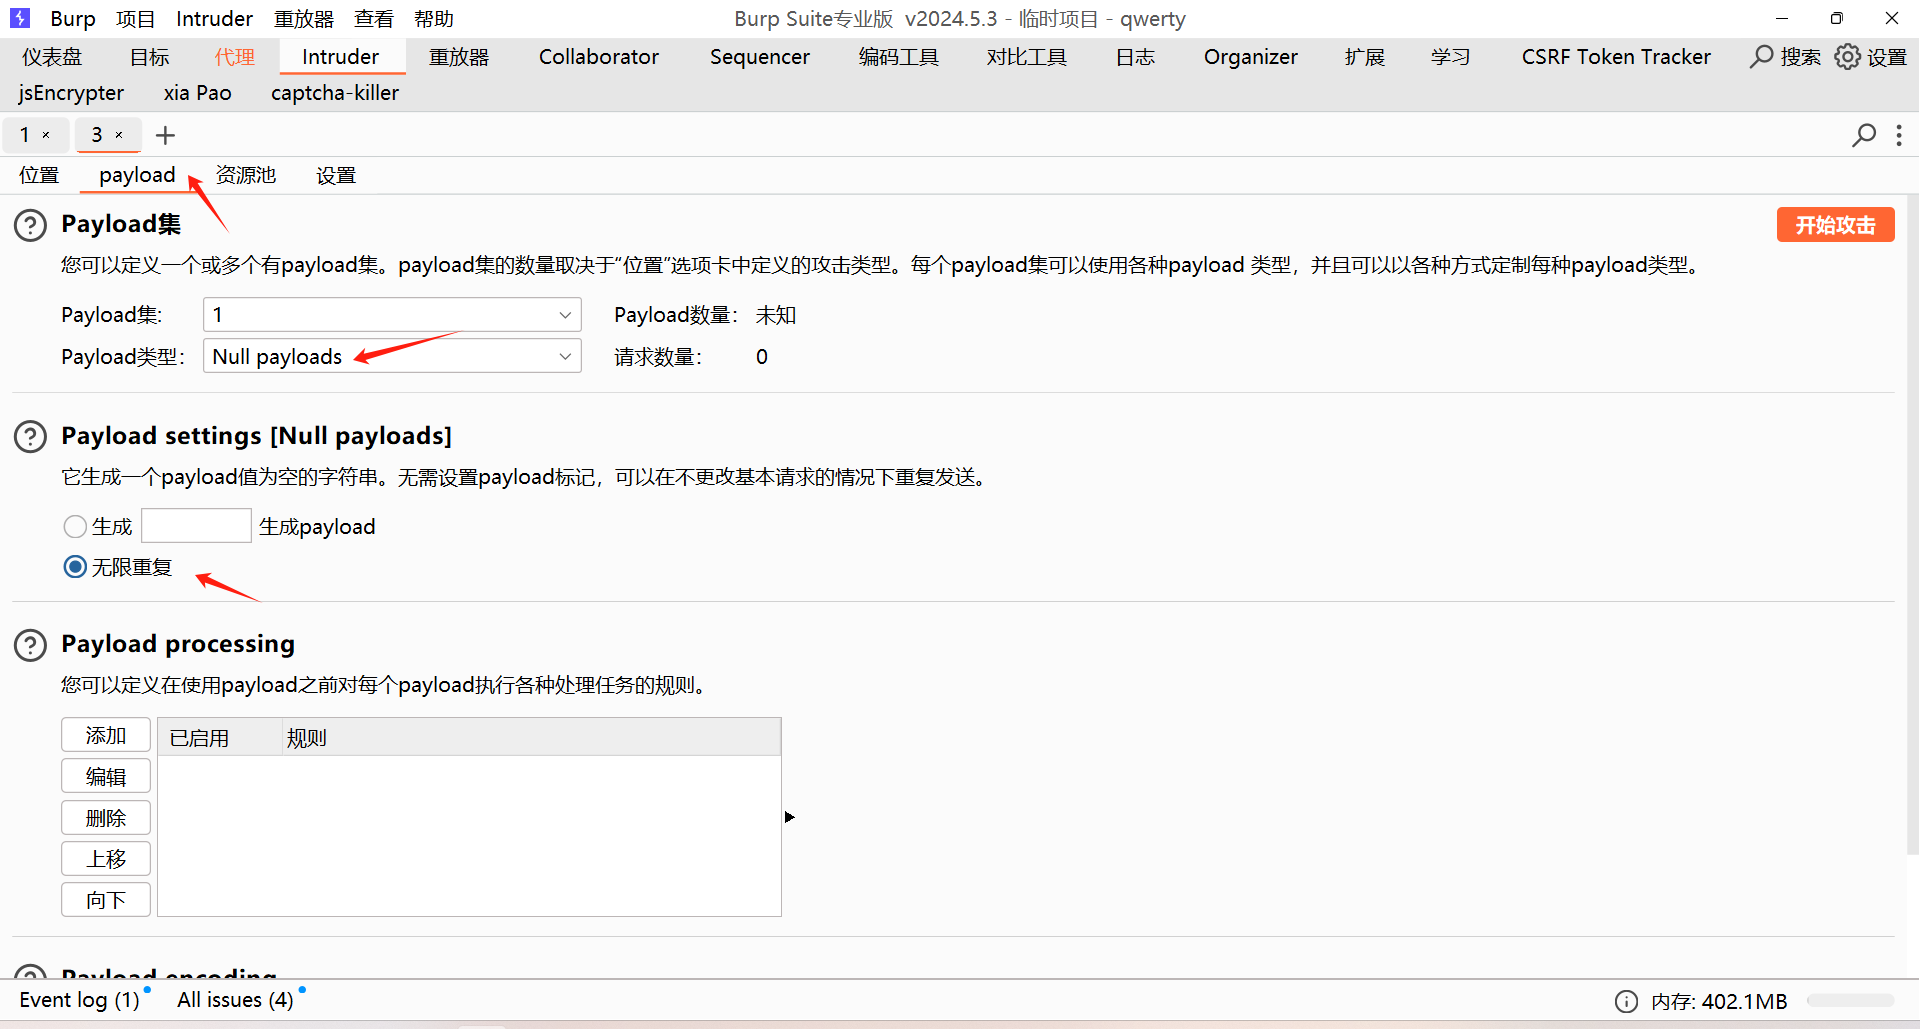 Burp 项目 Intruder 重放器 查看 帮助 Burp Suite专业版 v2024.5.3 - 临时项目 - qwerty
仪表盘 目标 代理 Intruder 重放器 Collaborator Sequencer 编码工具 对比工具 日志 Organizer 扩展 学习 CSRF Token Tracker 搜索 设置
jsEncrypter xia Pao captcha-killer
1 × 3 × +
位置 payload 资源池 设置
Payload集
开始攻击
您可以定义一个或多个有payload集。payload集的数量取决于“位置”选项卡中定义的攻击类型。每个payload集可以使用各种payload 类型，并且可以以各种方式定制每种payload类型。
Payload集: 1 Payload数量： 未知
Payload类型： Null payloads 请求数量： 0
Payload settings [Null payloads]
它生成一个payload值为空的字符串。无需设置payload标记，可以在不更改基本请求的情况下重复发送。
生成 生成payload
无限重复
Payload processing
您可以定义在使用payload之前对每个payload执行各种处理任务的规则。
添加 已启用 规则
编辑
删除
上移
向下
Payload encoding
Event log (1) All issues (4) 内存: 402.1MB